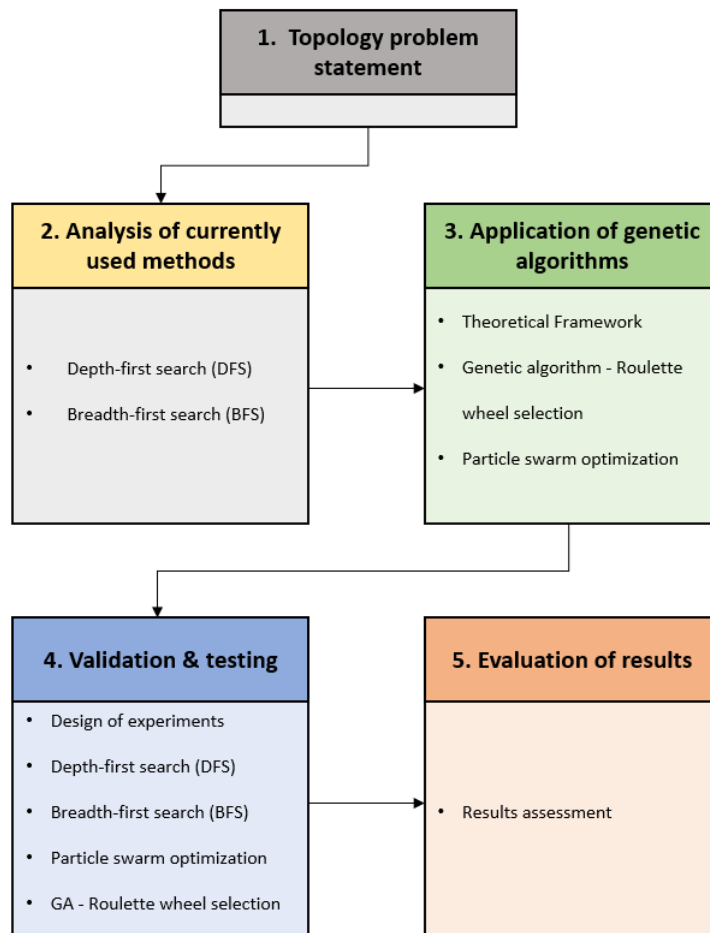 1. Topology problem
statement
2. Analysis of currently
used methods
• Depth-first search (DFS)
• Breadth-first search (BFS)
3. Application of genetic
algorithms
• Theoretical Framework
• Genetic algorithm - Roulette
wheel selection
• Particle swarm optimization
4. Validation & testing
• Design of experiments
• Depth-first search (DFS)
• Breadth-first search (BFS)
• Particle swarm optimization
• GA - Roulette wheel selection
5. Evaluation of results
• Results assessment